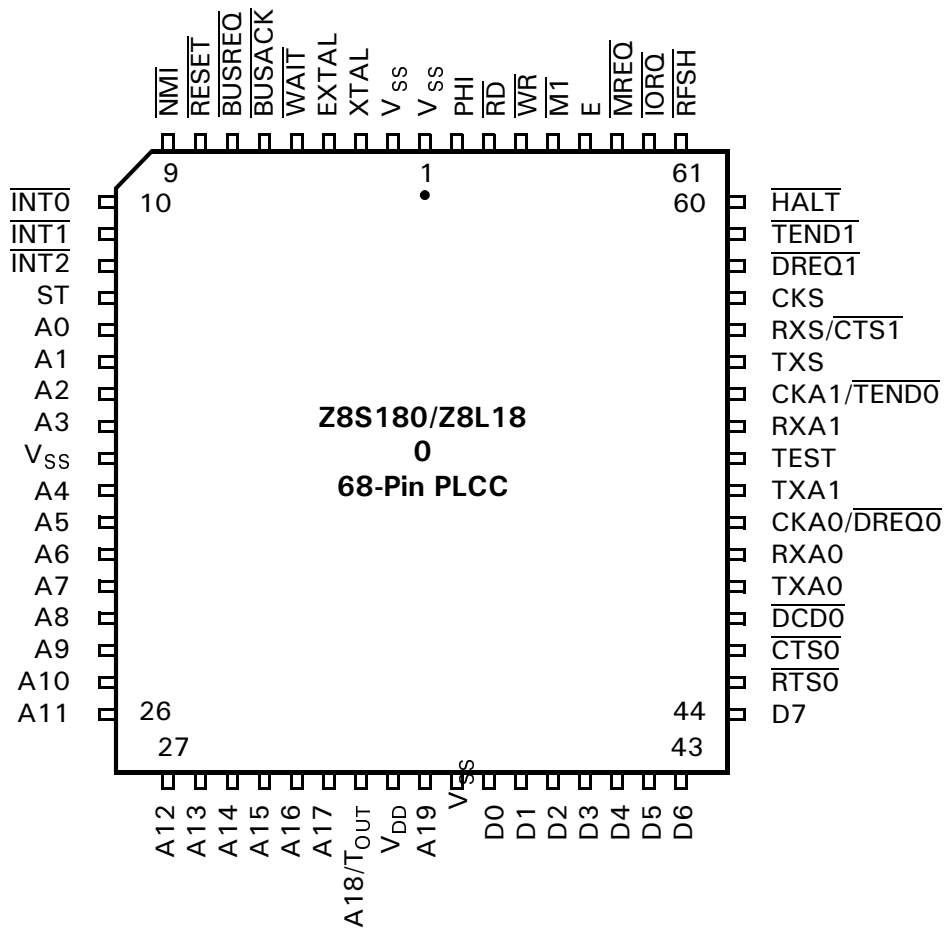 NMI
RESET
BUSREQ
BUSACK
WAIT
EXTAL
XTAL
VSS
VSS
PHI
RD
WR
M1
E
MREQ
IORQ
RFSH
9
1
61
10
60
INT0
INT1
INT2
ST
A0
A1
A2
A3
VSS
A4
A5
A6
A7
A8
A9
A10
A11
Z8S180/Z8L18
0
68-Pin PLCC
HALT
TEND1
DREQ1
CKS
RXS/CTS1
TXS
CKA1/TEND0
RXA1
TEST
TXA1
CKA0/DREQ0
RXA0
TXA0
DCD0
CTS0
RTS0
D7
26
44
27
43
A12
A13
A14
A15
A16
A17
A18/TOUT
VDD
A19
VSS
D0
D1
D2
D3
D4
D5
D6